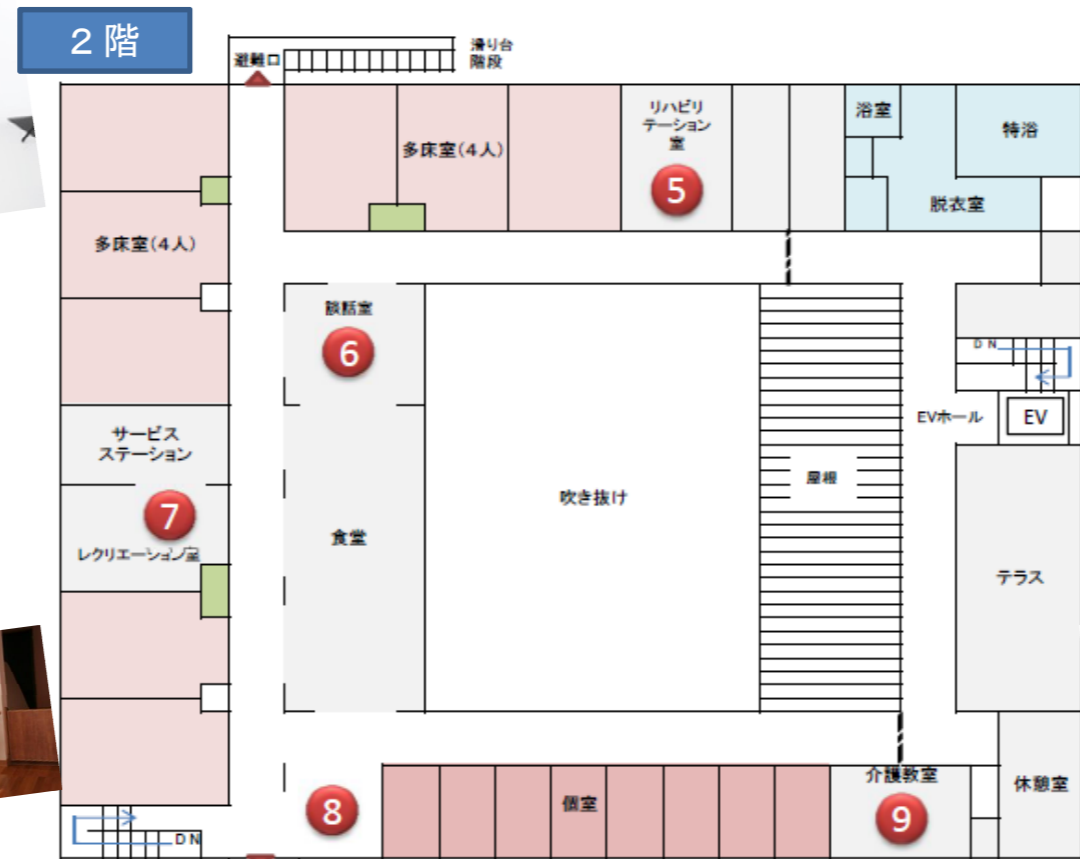 2 階
避難口
滑り台
階段
多床室(4人)
リハビリ
テーション
室
5
浴室
特浴
脱衣室
多床室(4人)
談話室
6
DN
EVホール
EV
サービス
ステーション
7
レクリエーション室
食堂
吹き抜け
屋根
テラス
8
個室
介護教室
9
休憩室
DN